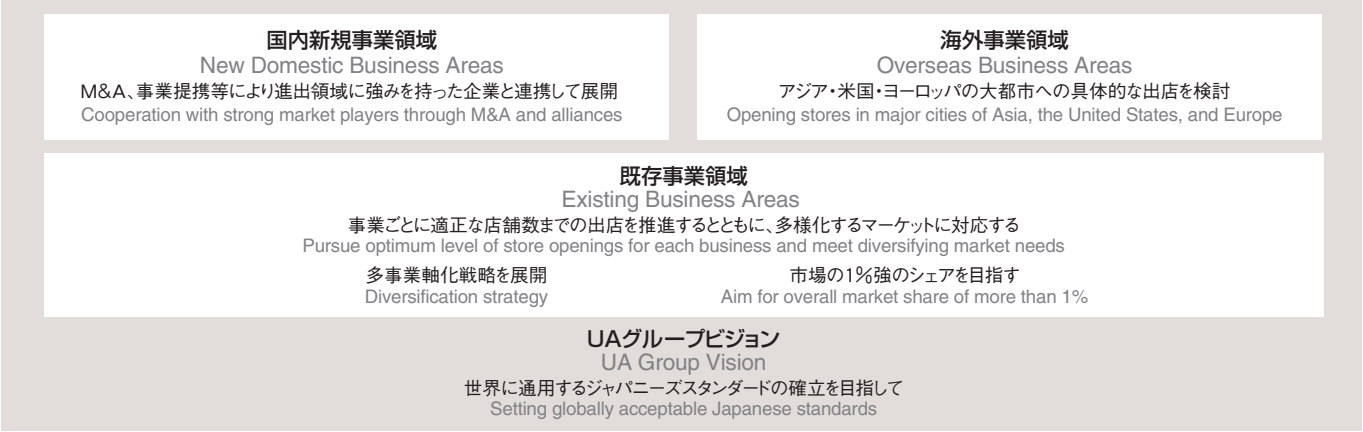 国内新規事業領域
New Domestic Business Areas
M&A、事業提携等により進出領域に強みを持った企業と連携して展開
Cooperation with strong market players through M&A and alliances
海外事業領域
Overseas Business Areas
アジア・米国・ヨーロッパの大都市への具体的な出店を検討
Opening stores in major cities of Asia, the United States, and Europe
既存事業領域
Existing Business Areas
事業ごとに適正な店舗数までの出店を推進するとともに、多様化するマーケットに対応する
Pursue optimum level of store openings for each business and meet diversifying market needs
多事業軸化戦略を展開
Diversification strategy
市場の1%強のシェアを目指す
Aim for overall market share of more than 1%
UAグループビジョン
UA Group Vision
世界に通用するジャパニーズスタンダードの確立を目指して
Setting globally acceptable Japanese standards